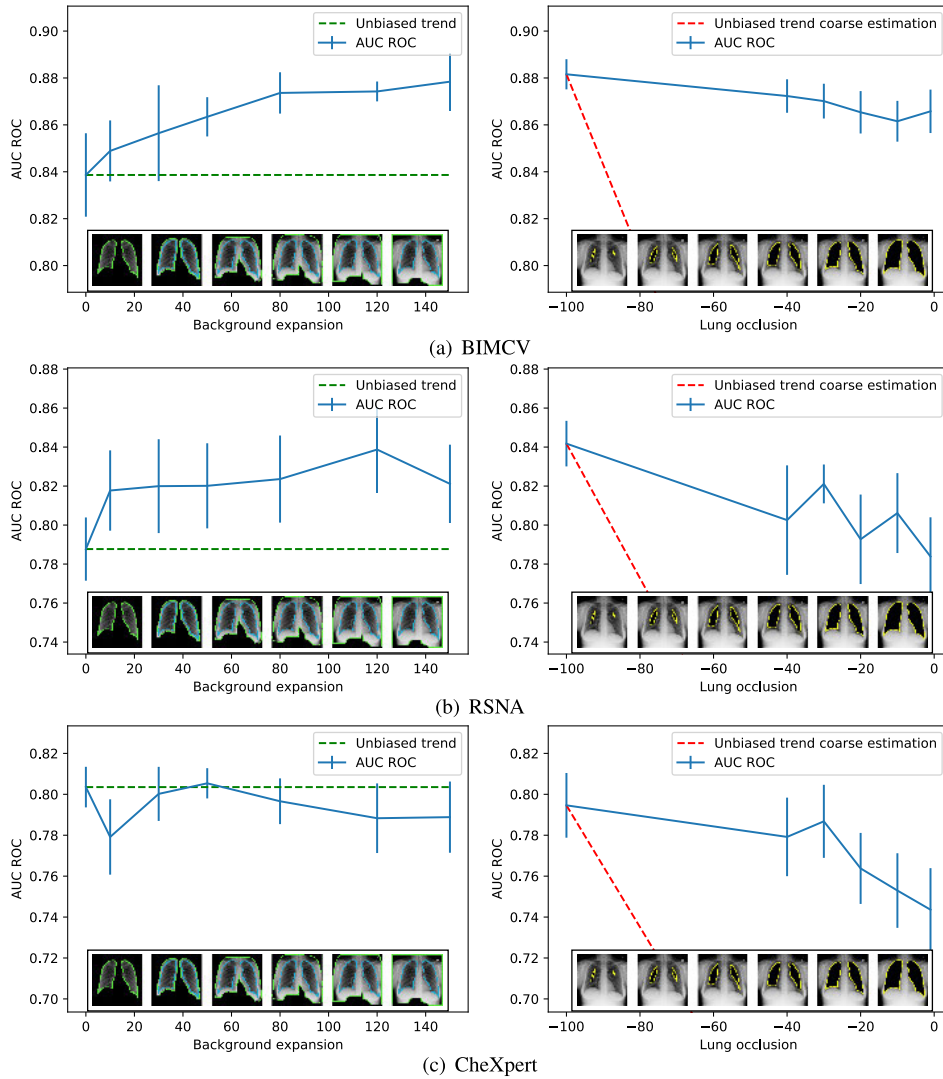 Unbiased trend
AUC ROC
0.90
0.88
0.86
0.84
0.82
0.80
AUC ROC
0 20 40 60 80 100 120 140
Background expansion
Unbiased trend coarse estimation
AUC ROC
0.90
0.88
0.86
0.84
0.82
0.80
AUC ROC
−100 −80 −60 −40 −20 0
Lung occlusion
(a) BIMCV
Unbiased trend
AUC ROC
0.88
0.86
0.84
0.82
0.80
0.78
0.76
0.74
AUC ROC
0 20 40 60 80 100 120 140
Background expansion
Unbiased trend coarse estimation
AUC ROC
0.88
0.86
0.84
0.82
0.80
0.78
0.76
0.74
AUC ROC
−100 −80 −60 −40 −20 0
Lung occlusion
(b) RSNA
Unbiased trend
AUC ROC
0.82
0.80
0.78
0.76
0.74
0.72
0.70
AUC ROC
0 20 40 60 80 100 120 140
Background expansion
Unbiased trend coarse estimation
AUC ROC
0.82
0.80
0.78
0.76
0.74
0.72
0.70
AUC ROC
−100 −80 −60 −40 −20 0
Lung occlusion
(c) CheXpert